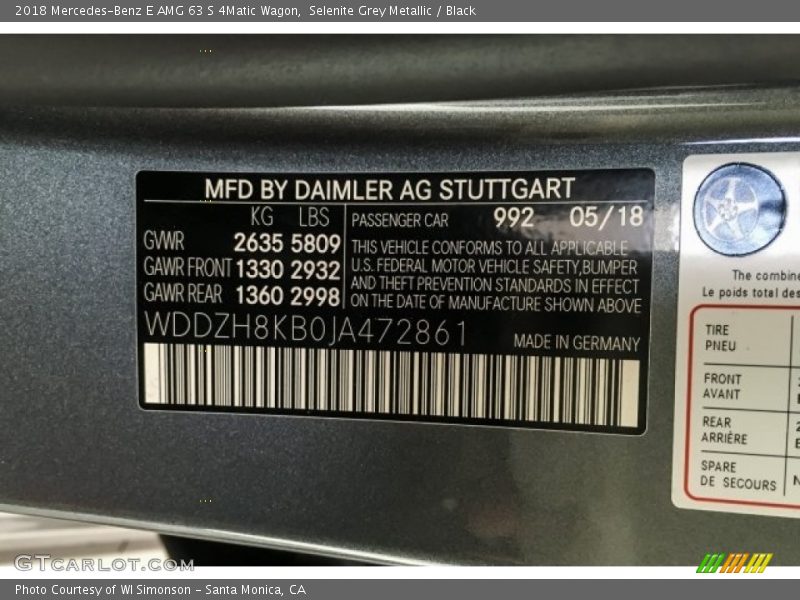 2018 Mercedes-Benz E AMG 63 S 4Matic Wagon,  Selenite Grey Metallic / Black
MFD BY DAIMLER AG STUTTGART
KG LBS
GVWR 2635 5809
GAWR FRONT 1330 2932
GAWR REAR 1360 2998
PASSENGER CAR 992 05/18
THIS VEHICLE CONFORMS TO ALL APPLICABLE
U.S. FEDERAL MOTOR VEHICLE SAFETY,BUMPER
AND THEFT PREVENTION STANDARDS IN EFFECT
ON THE DATE OF MANUFACTURE SHOWN ABOVE
WDDZH8KB0JA472861
MADE IN GERMANY
The combine
Le poids total des
TIRE
PNEU
FRONT
AVANT
REAR
ARRIÈRE
SPARE
DE SECOURS
GTCARLOT.COM
Photo Courtesy of WI Simonson - Santa Monica, CA